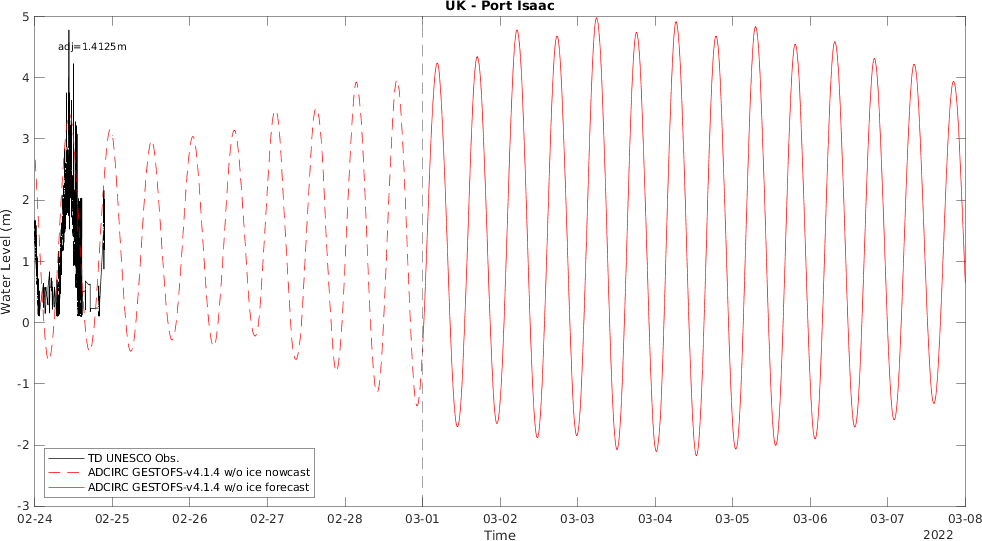 UK - Port Isaac
5
adj=1.4125m
4
3
2
1
0
-1
-2
-3
Water Level (m)
TD UNESCO Obs.
ADCIRC GESTOFS-v4.1.4 w/o ice nowcast
ADCIRC GESTOFS-v4.1.4 w/o ice forecast
02-24 02-25 02-26 02-27 02-28 03-01 03-02 03-03 03-04 03-05 03-06 03-07 03-08
Time
2022